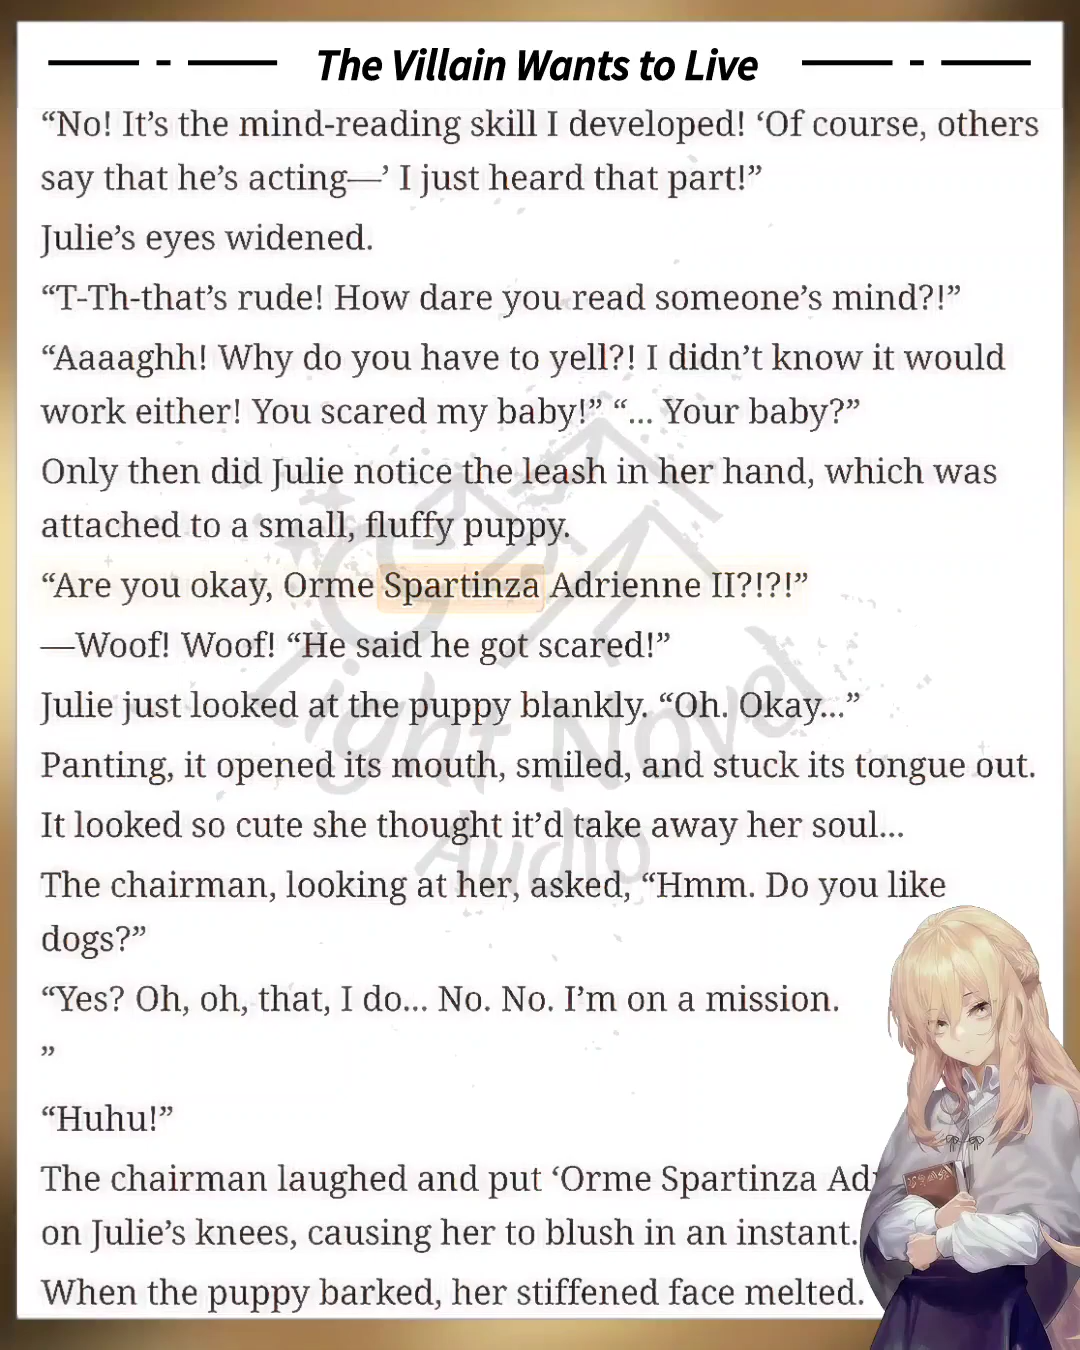 The Villain Wants to Live
“No! It’s the mind-reading skill I developed! ‘Of course, others
say that he’s acting—’ I just heard that part!”
Julie’s eyes widened.
“T-Th-that’s rude! How dare you read someone’s mind?!”
“Aaaaghh! Why do you have to yell?! I didn’t know it would
work either! You scared my baby!” “... Your baby?”
Only then did Julie notice the leash in her hand, which was
attached to a small, fluffy puppy.
“Are you okay, Orme Spartinza Adrienne II?!?!”
—Woof! Woof! “He said he got scared!”
Julie just looked at the puppy blankly. “Oh. Okay...”
Panting, it opened its mouth, smiled, and stuck its tongue out.
It looked so cute she thought it’d take away her soul...
The chairman, looking at her, asked, “Hmm. Do you like
dogs?”
“Yes? Oh, oh, that, I do... No. No. I’m on a mission.
”
“Huhu!”
The chairman laughed and put ‘Orme Spartinza
on Julie’s knees, causing her to blush in an instant.
When the puppy barked, her stiffened face melted.
Light Novel
Audio